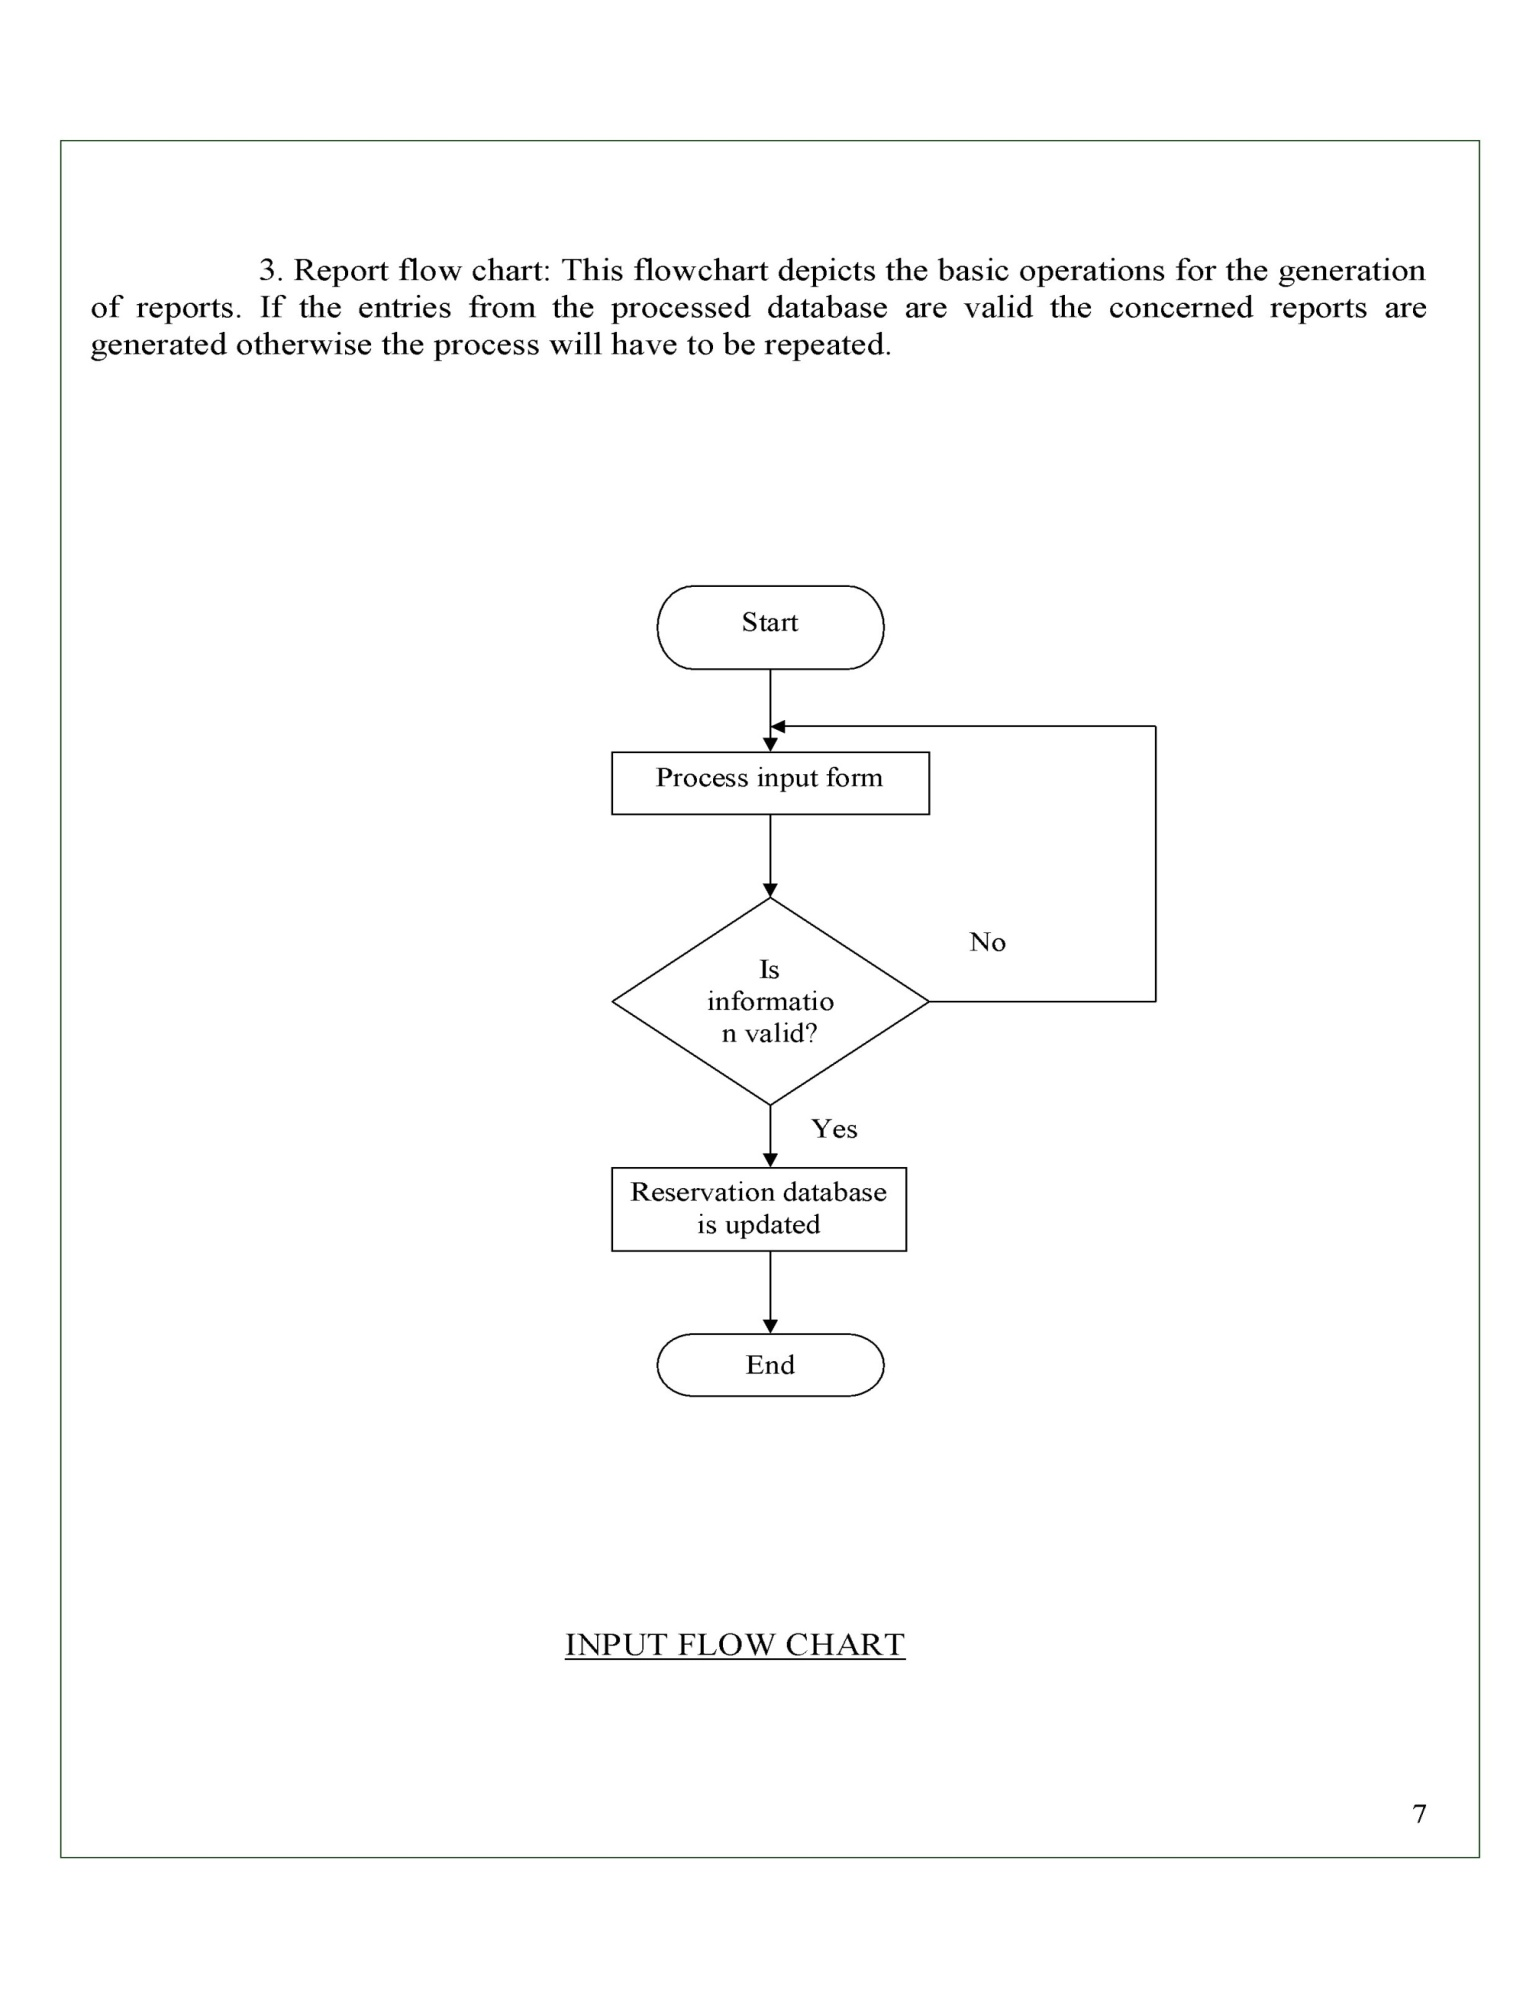 3. Report flow chart: This flowchart depicts the basic operations for the generation
of reports. If the entries from the processed database are valid the concerned reports are
generated otherwise the process will have to be repeated.
Start
Process input form
No
Is
informatio
n valid?
Yes
Reservation database
is updated
End
INPUT FLOW CHART
7